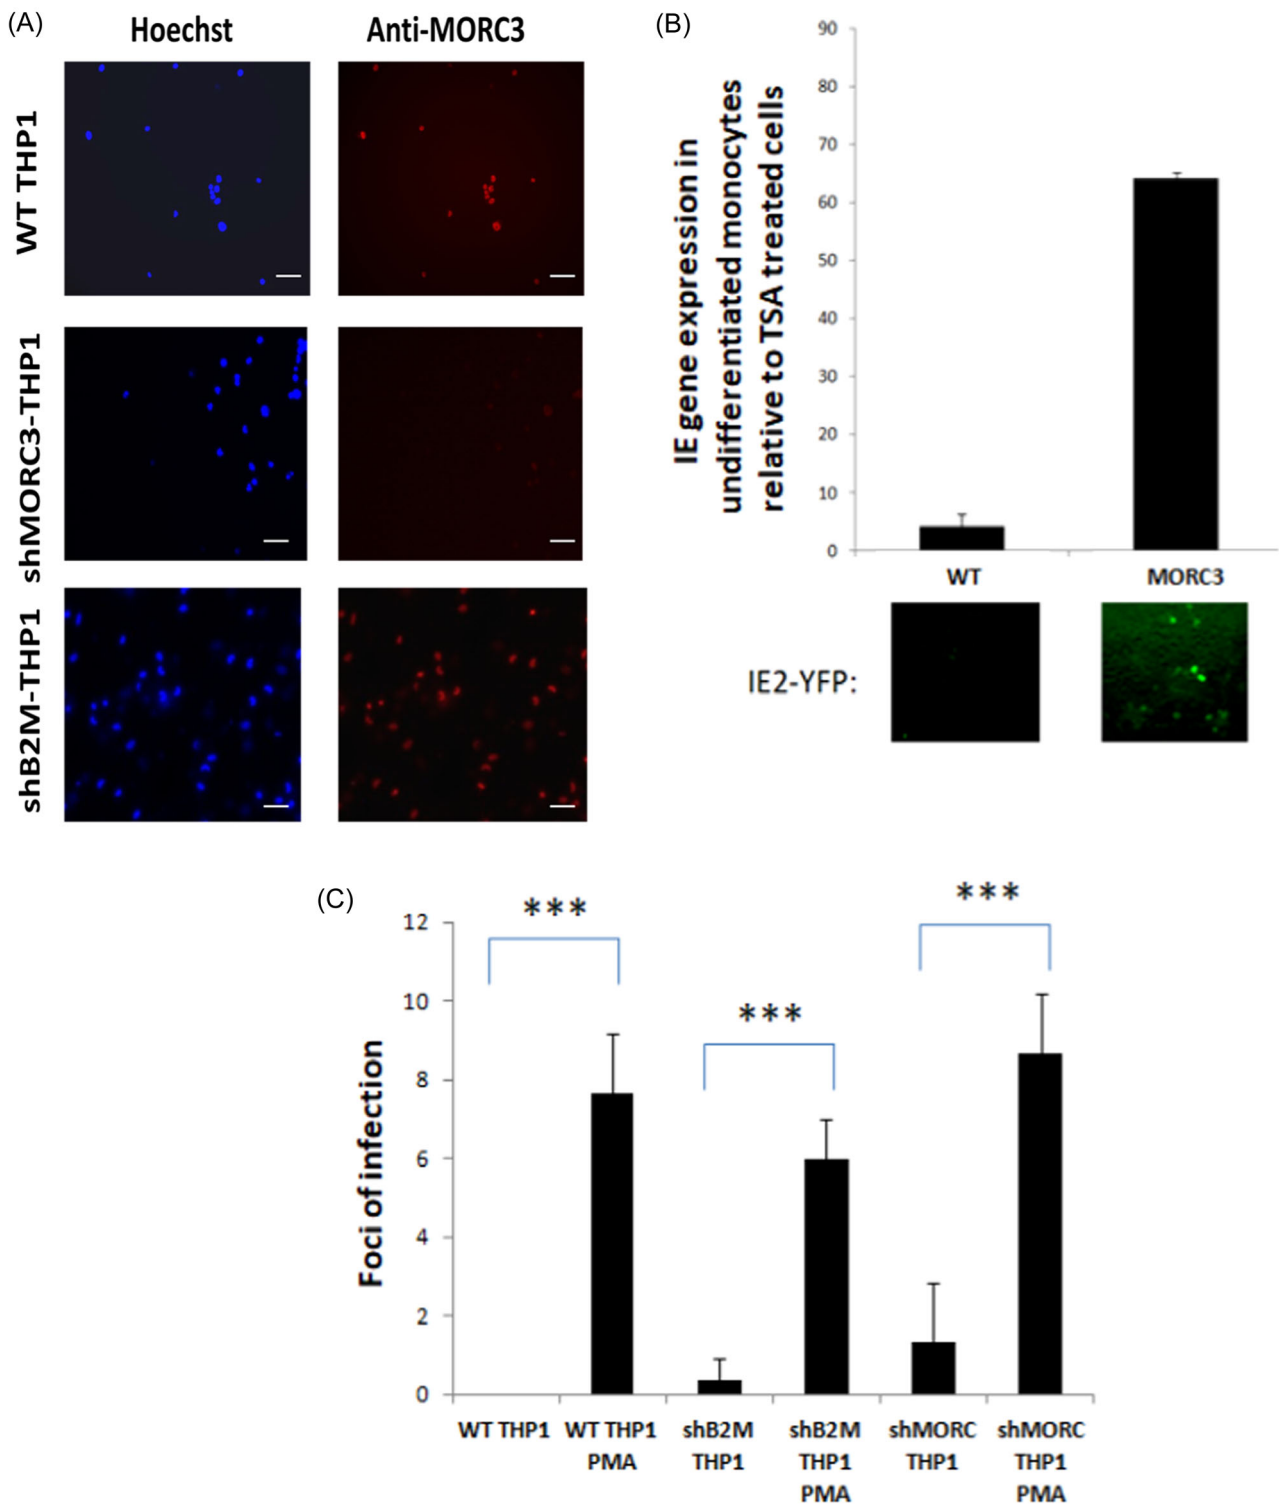 (A)
Hoechst
Anti-MORC3
WT THP1
shMORC3-THP1
shB2M-THP1
(B)
IE gene expression in
undifferentiated monocytes
relative to TSA treated cells
90
80
70
60
50
40
30
20
10
0
WT
MORC3
IE2-YFP:
(C)
Foci of infection
12
10
8
6
4
2
0
***
***
***
WT THP1
WT THP1
PMA
shB2M
THP1
shB2M
THP1
PMA
shMORC
THP1
shMORC
THP1
PMA